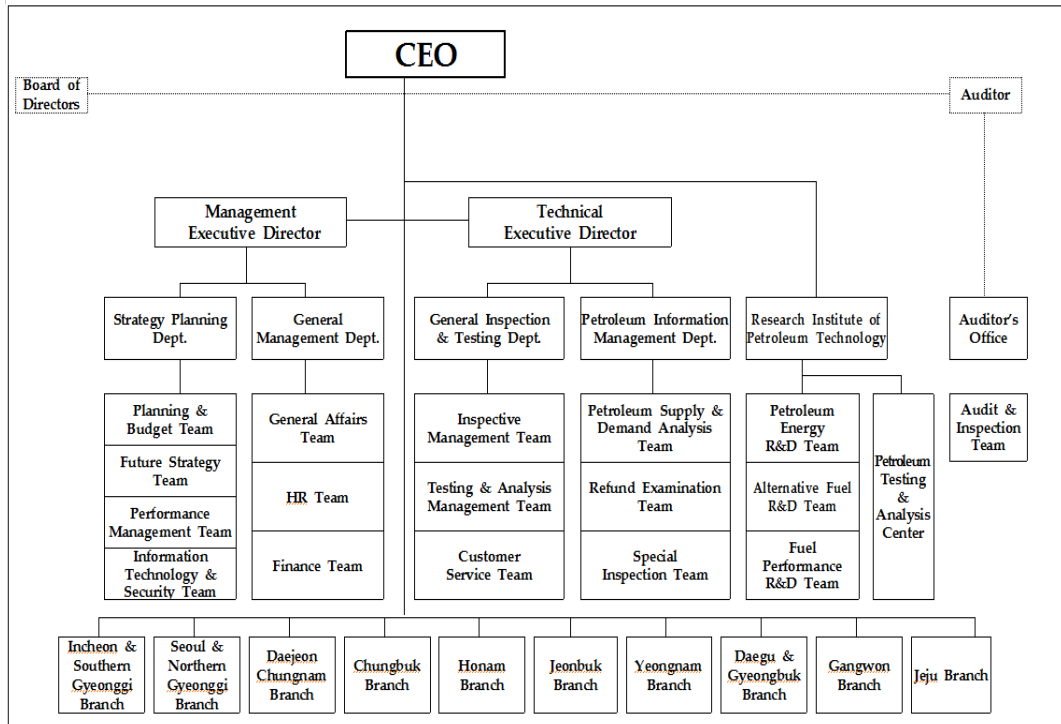 CEO
Board of
Directors
Auditor
Management
Executive Director
Technical
Executive Director
Strategy Planning
Dept.
General
Management Dept.
General Inspection
& Testing Dept.
Petroleum Information
Management Dept.
Research Institute of
Petroleum Technology
Auditor's
Office
Planning &
Budget Team
Future Strategy
Team
Performance
Management Team
Information
Technology &
Security Team
General Affairs
Team
HR Team
Finance Team
Inspective
Management Team
Testing & Analysis
Management Team
Customer
Service Team
Petroleum Supply &
Demand Analysis
Team
Refund Examination
Team
Special
Inspection Team
Petroleum
Energy
R&D Team
Alternative Fuel
R&D Team
Fuel
Performance
R&D Team
Petroleum
Testing
&
Analysis
Center
Audit &
Inspection
Team
Incheon &
Southern
Gyeonggi
Branch
Seoul &
Northern
Gyeonggi
Branch
Daejeon
Chungnam
Branch
Chungbuk
Branch
Honam
Branch
Jeonbuk
Branch
Yeongnam
Branch
Daegu &
Gyeongbuk
Branch
Gangwon
Branch
Jeju Branch